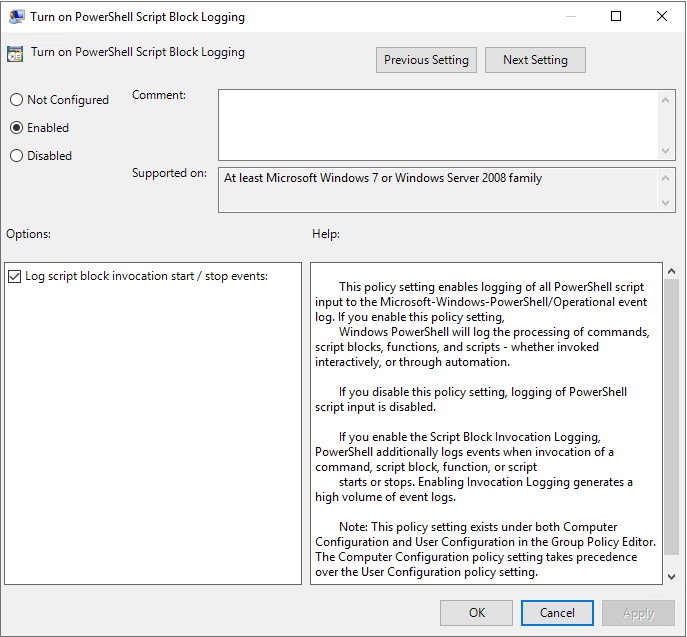 Turn on PowerShell Script Block Logging
Turn on PowerShell Script Block Logging
Previous Setting
Next Setting
Not Configured
Comment:
Enabled
Disabled
Supported on:
At least Microsoft Windows 7 or Windows Server 2008 family
Options:
Help:
Log script block invocation start / stop events:
This policy setting enables logging of all PowerShell script
input to the Microsoft-Windows-PowerShell/Operational event
log. If you enable this policy setting,
Windows PowerShell will log the processing of commands,
script blocks, functions, and scripts - whether invoked
interactively, or through automation.
If you disable this policy setting, logging of PowerShell
script input is disabled.
If you enable the Script Block Invocation Logging,
PowerShell additionally logs events when invocation of a
command, script block, function, or script
starts or stops. Enabling Invocation Logging generates a
high volume of event logs.
Note: This policy setting exists under both Computer
Configuration and User Configuration in the Group Policy Editor.
The Computer Configuration policy setting takes precedence
over the User Configuration policy setting.
OK
Cancel
Apply